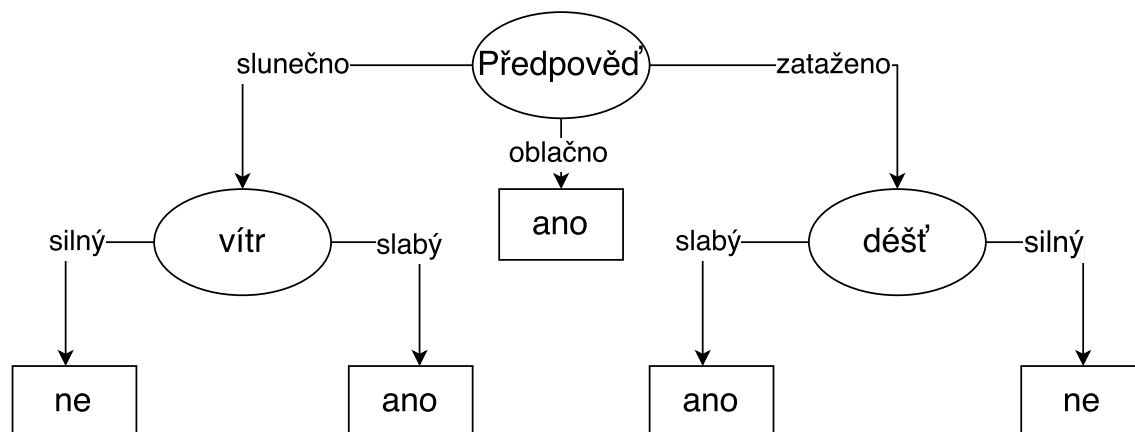 slunečno
Předpověď
zataženo
oblačno
ano
silný
vítr
slabý
slabý
déšť
silný
ne
ano
ano
ne